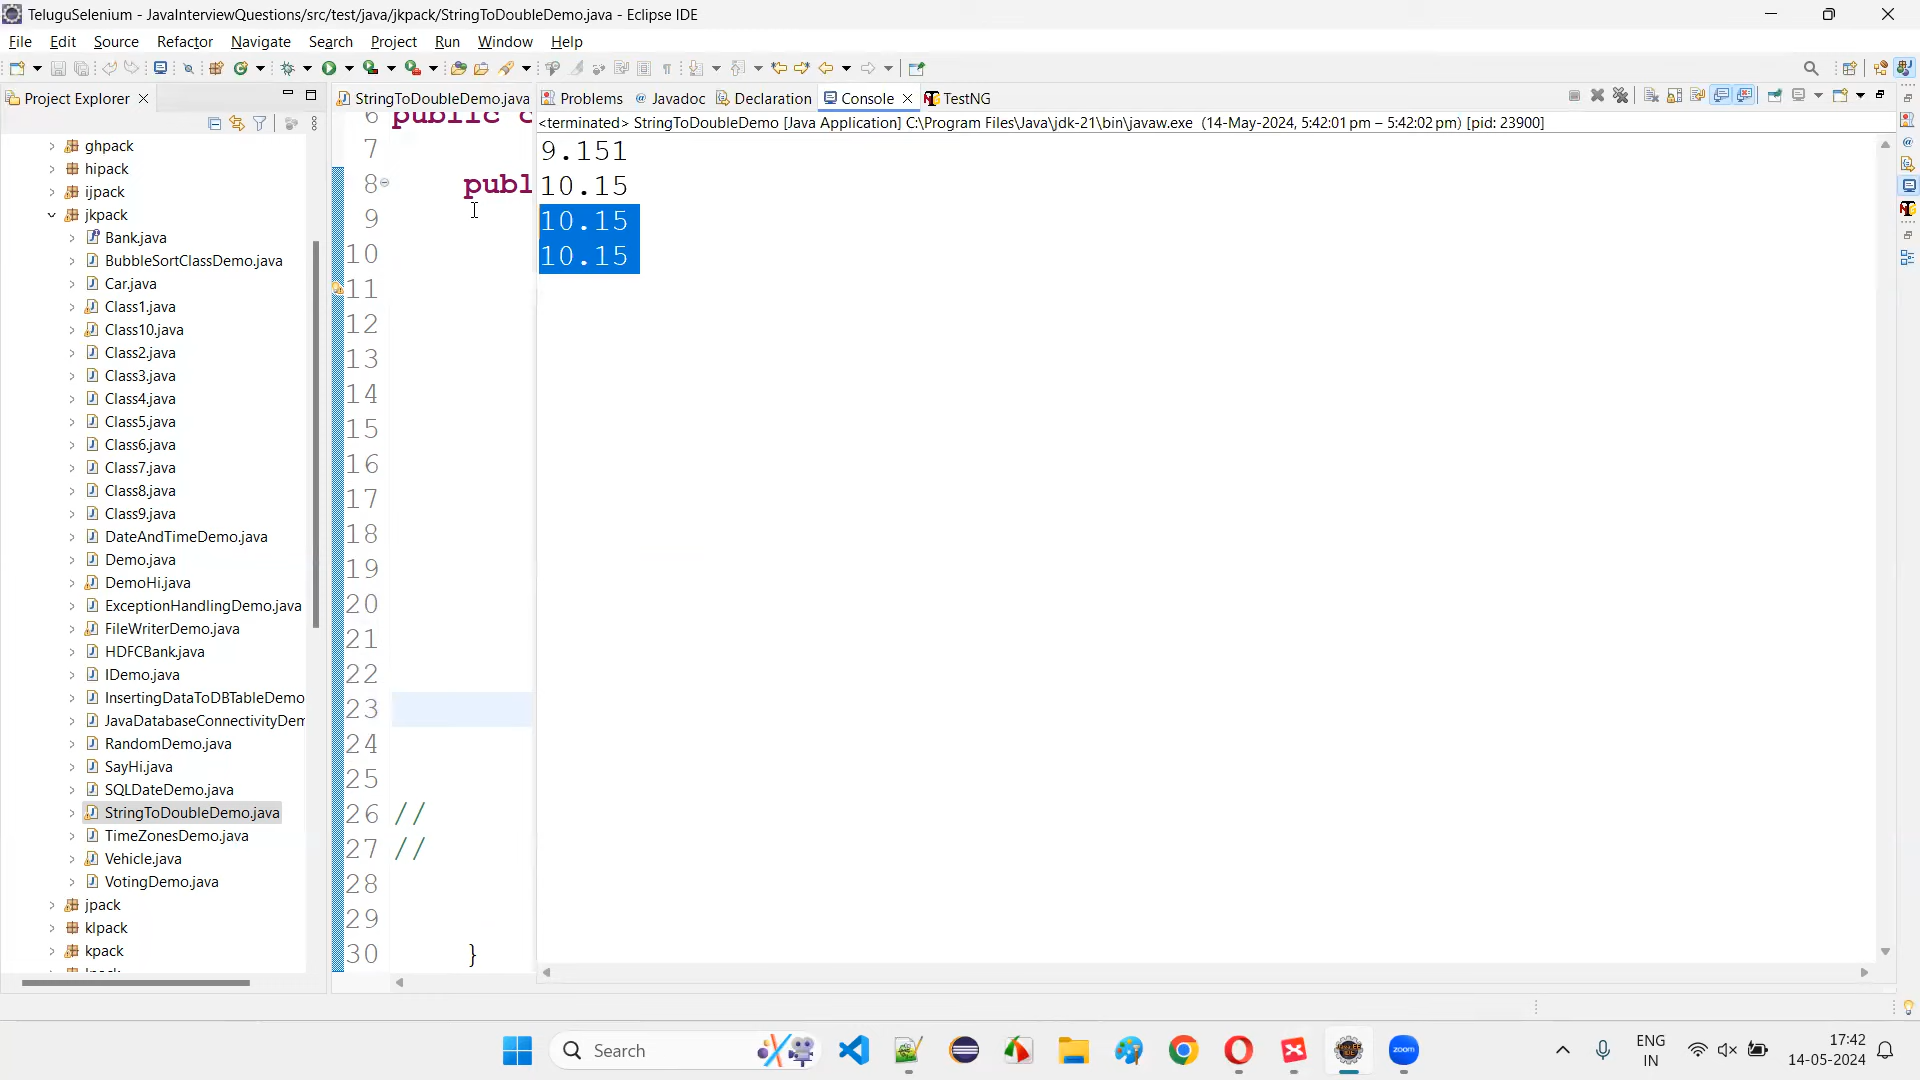 TeluguSelenium - JavaInterviewQuestions/src/test/java/jkpack/StringToDoubleDemo.java - Eclipse IDE
File Edit Source Refactor Navigate Search Project Run Window Help
Project Explorer
ghpack
hipack
ijpack
jkpack
Bank.java
BubbleSortClassDemo.java
Car.java
Class1.java
Class10.java
Class2.java
Class3.java
Class4.java
Class5.java
Class6.java
Class7.java
Class8.java
Class9.java
DateAndTimeDemo.java
Demo.java
DemoHi.java
ExceptionHandlingDemo.java
FileWriterDemo.java
HDFCBank.java
IDemo.java
InsertingDataToDBTableDemo
JavaDatabaseConnectivityDem
RandomDemo.java
SayHi.java
SQLDateDemo.java
StringToDoubleDemo.java
TimeZonesDemo.java
Vehicle.java
VotingDemo.java
jpack
klpack
kpack
StringToDoubleDemo.java
6 public c
7
8 publ
9
10
11
12
13
14
15
16
17
18
19
20
21
22
23
24
25
26 //
27 //
28
29
30 }
Problems @ Javadoc Declaration Console TestNG
<terminated> StringToDoubleDemo [Java Application] C:\Program Files\Java\jdk-21\bin\javaw.exe (14-May-2024, 5:42:01 pm – 5:42:02 pm) [pid: 23900]
9.151
10.15
10.15
10.15
Search
zoom
ENG
IN
17:42
14-05-2024